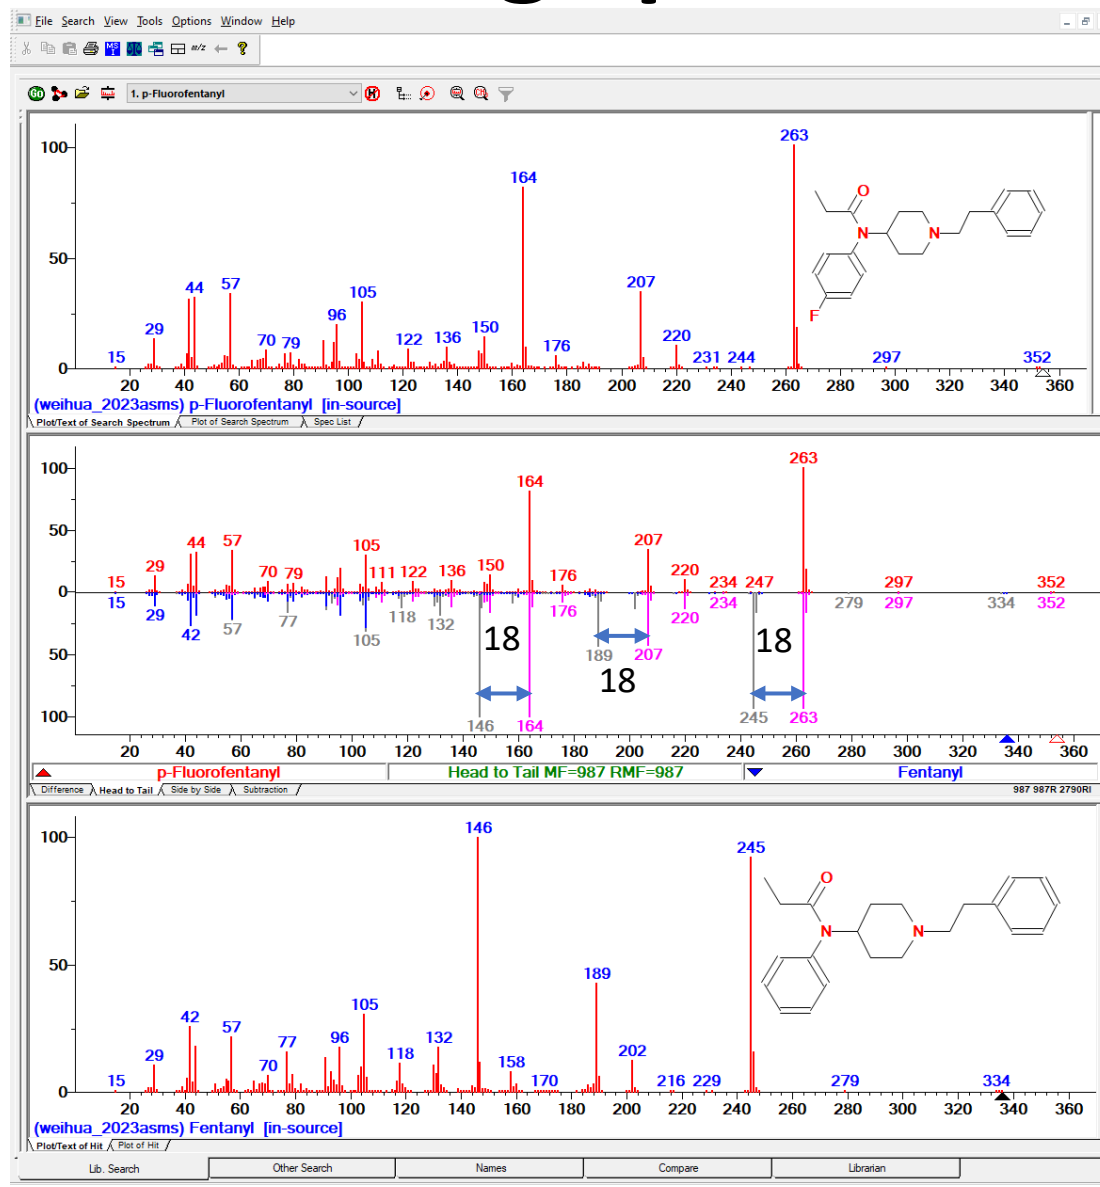 File Search View Tools Options Window Help
MS I m/z ?
GO 1. p-Fluorofentanyl
100
50
0
15 29 44 57 70 79 96 105 122 136 150 164 176 207 220 231 244 263 297 352
O
N
N
F
20 40 60 80 100 120 140 160 180 200 220 240 260 280 300 320 340 360
(weihua_2023asms) p-Fluorofentanyl [in-source]
Plot/Text of Search Spectrum Plot of Search Spectrum Spec List
100
50
0
50
100
15 29 44 57 70 79 105 111 122 136 150 164 176 207 220 234 247 263 297 352
15 29 42 57 77 105 118 132 146 164 176 189 207 220 234 245 263 279 297 334 352
18 18 18
20 40 60 80 100 120 140 160 180 200 220 240 260 280 300 320 340 360
p-Fluorofentanyl Head to Tail MF=987 RMF=987 Fentanyl
Difference Head to Tail Side by Side Subtraction 987 987R 2790RI
100
50
0
15 29 42 57 70 77 96 105 118 132 146 158 170 189 202 216 229 245 279 334
O
N
N
20 40 60 80 100 120 140 160 180 200 220 240 260 280 300 320 340 360
(weihua_2023asms) Fentanyl [in-source]
Plot/Text of Hit Plot of Hit
Lib. Search Other Search Names Compare Librarian